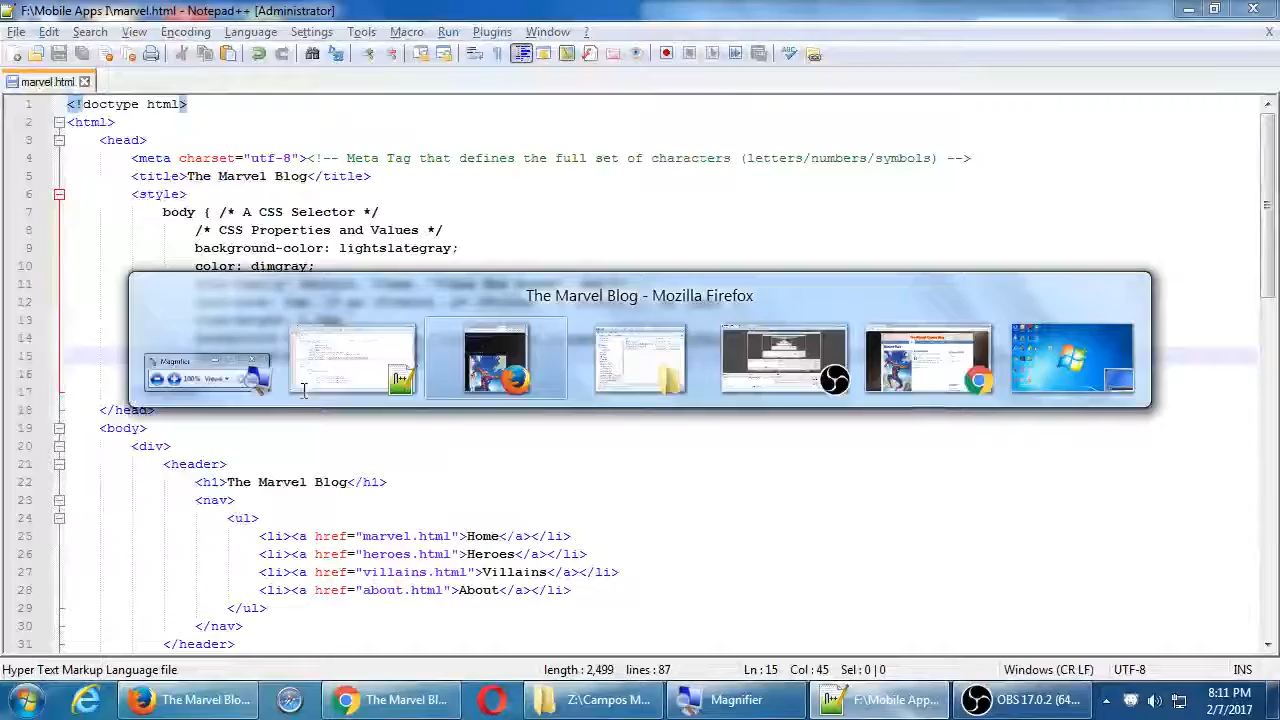 F:\Mobile Apps I\marvel.html - Notepad++ [Administrator]
File Edit Search View Encoding Language Settings Tools Macro Run Plugins Window ? X
marvel.html
1 <!doctype html>
2 <html>
3 <head>
4 <meta charset="utf-8"><!-- Meta Tag that defines the full set of characters (letters/numbers/symbols) -->
5 <title>The Marvel Blog</title>
6 <style>
7 body { /* A CSS Selector */
8 /* CSS Properties and Values */
9 background-color: lightslategray;
10 color: dimgray;
11
12
13
The Marvel Blog - Mozilla Firefox
14
15
Magnifier
16
100% Views
17
18 </head>
19 <body>
20 <div>
21 <header>
22 <h1>The Marvel Blog</h1>
23 <nav>
24 <ul>
25 <li><a href="marvel.html">Home</a></li>
26 <li><a href="heroes.html">Heroes</a></li>
27 <li><a href="villains.html">Villains</a></li>
28 <li><a href="about.html">About</a></li>
29 </ul>
30 </nav>
31 </header>
Hyper Text Markup Language file length : 2,499 lines : 87 Ln : 15 Col : 45 Sel : 0 | 0 Windows (CR LF) UTF-8 INS
The Marvel Blo... The Marvel Bl... Z:\Campos M... Magnifier F:\Mobile App... OBS 17.0.2 (64... 8:11 PM
2/7/2017